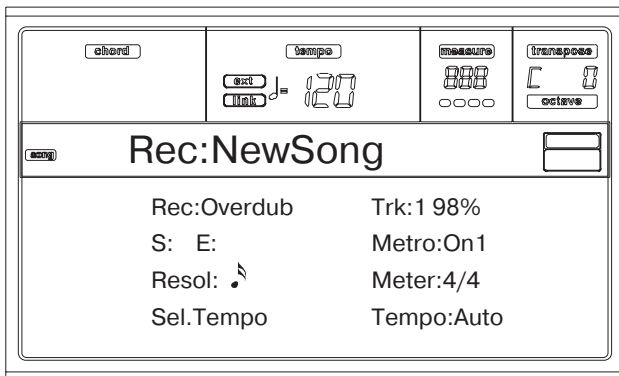 chord
tempo
measure
transpose
ext
link
= 120
888
C 0
octave
song
Rec:NewSong
Rec:Overdub
Trk:1 98%
S: E:
Metro:On1
Resol:
Meter:4/4
Sel.Tempo
Tempo:Auto